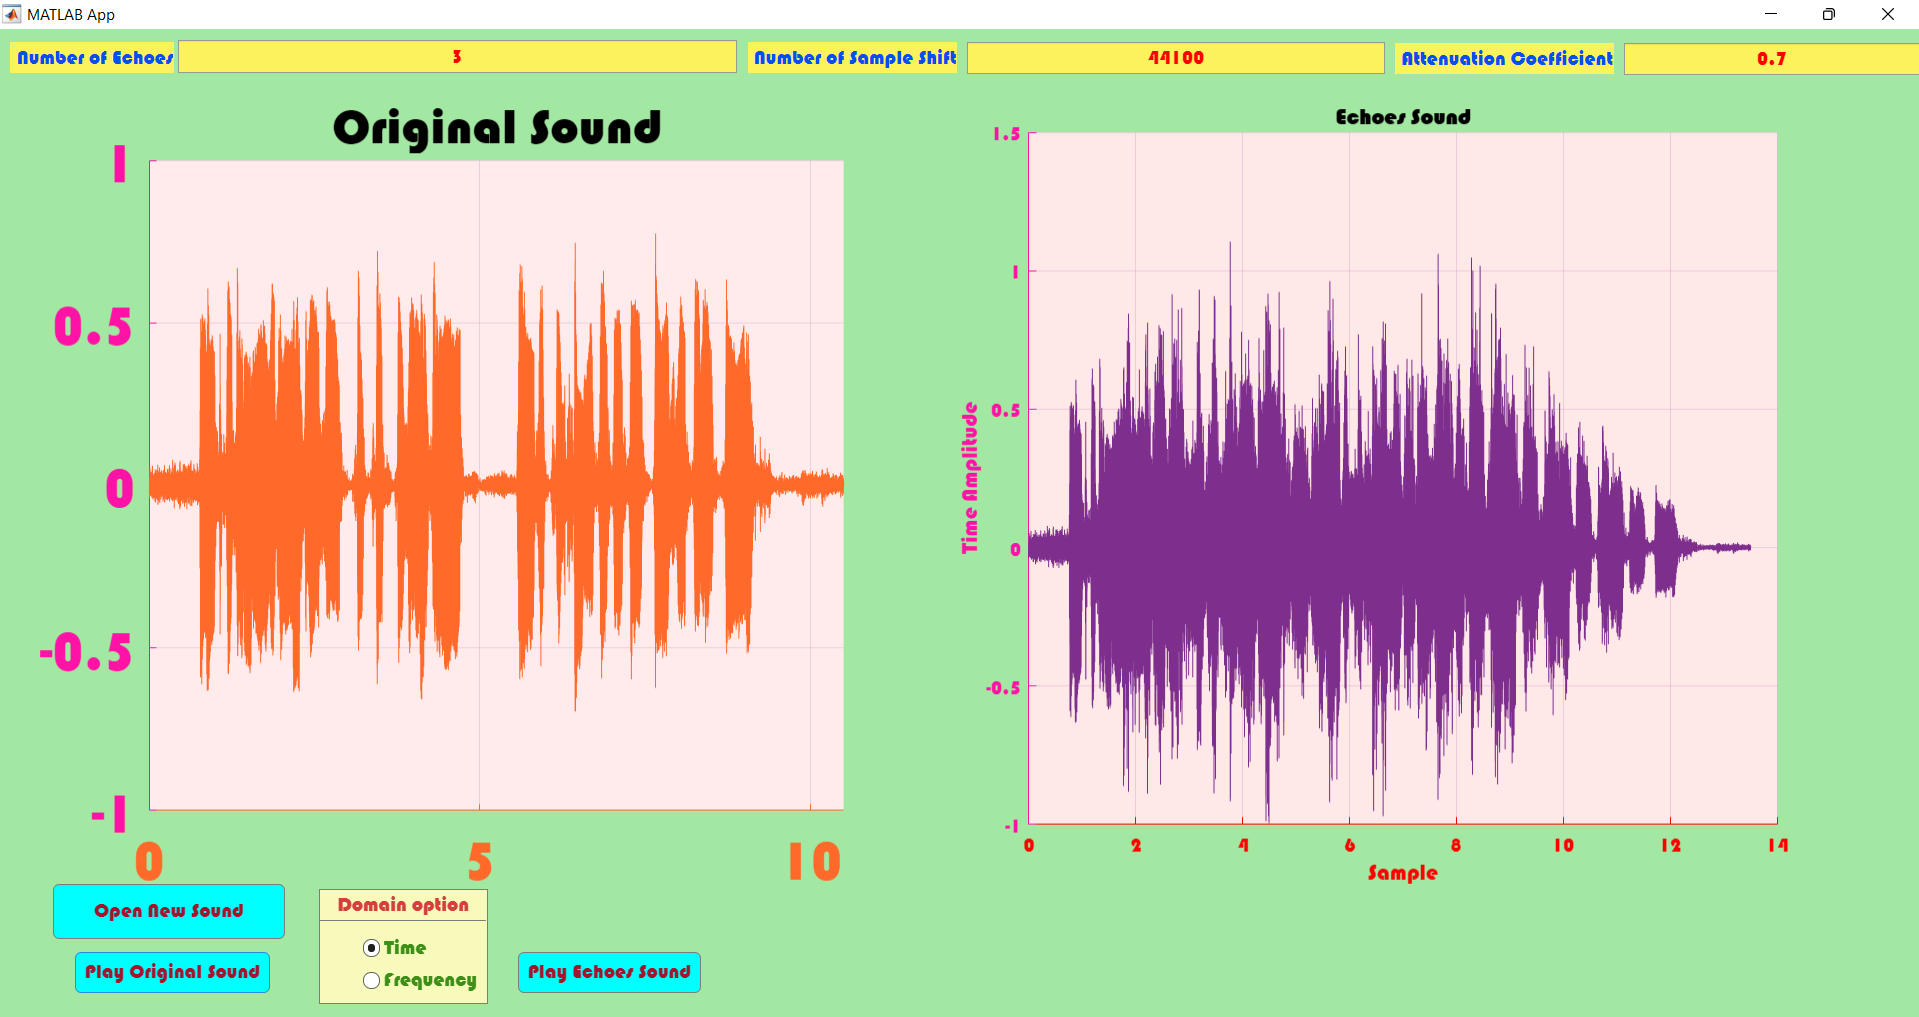 MATLAB App
Number of Echoes 3 Number of Sample Shift 44100 Attenuation Coefficient 0.7
Original Sound
1
0.5
0
-0.5
-1
0 5 10
Echoes Sound
1.5
1
0.5
0
-0.5
-1
Time Amplitude
0 2 4 6 8 10 12 14
Sample
Open New Sound
Play Original Sound
Domain option
Time
Frequency
Play Echoes Sound